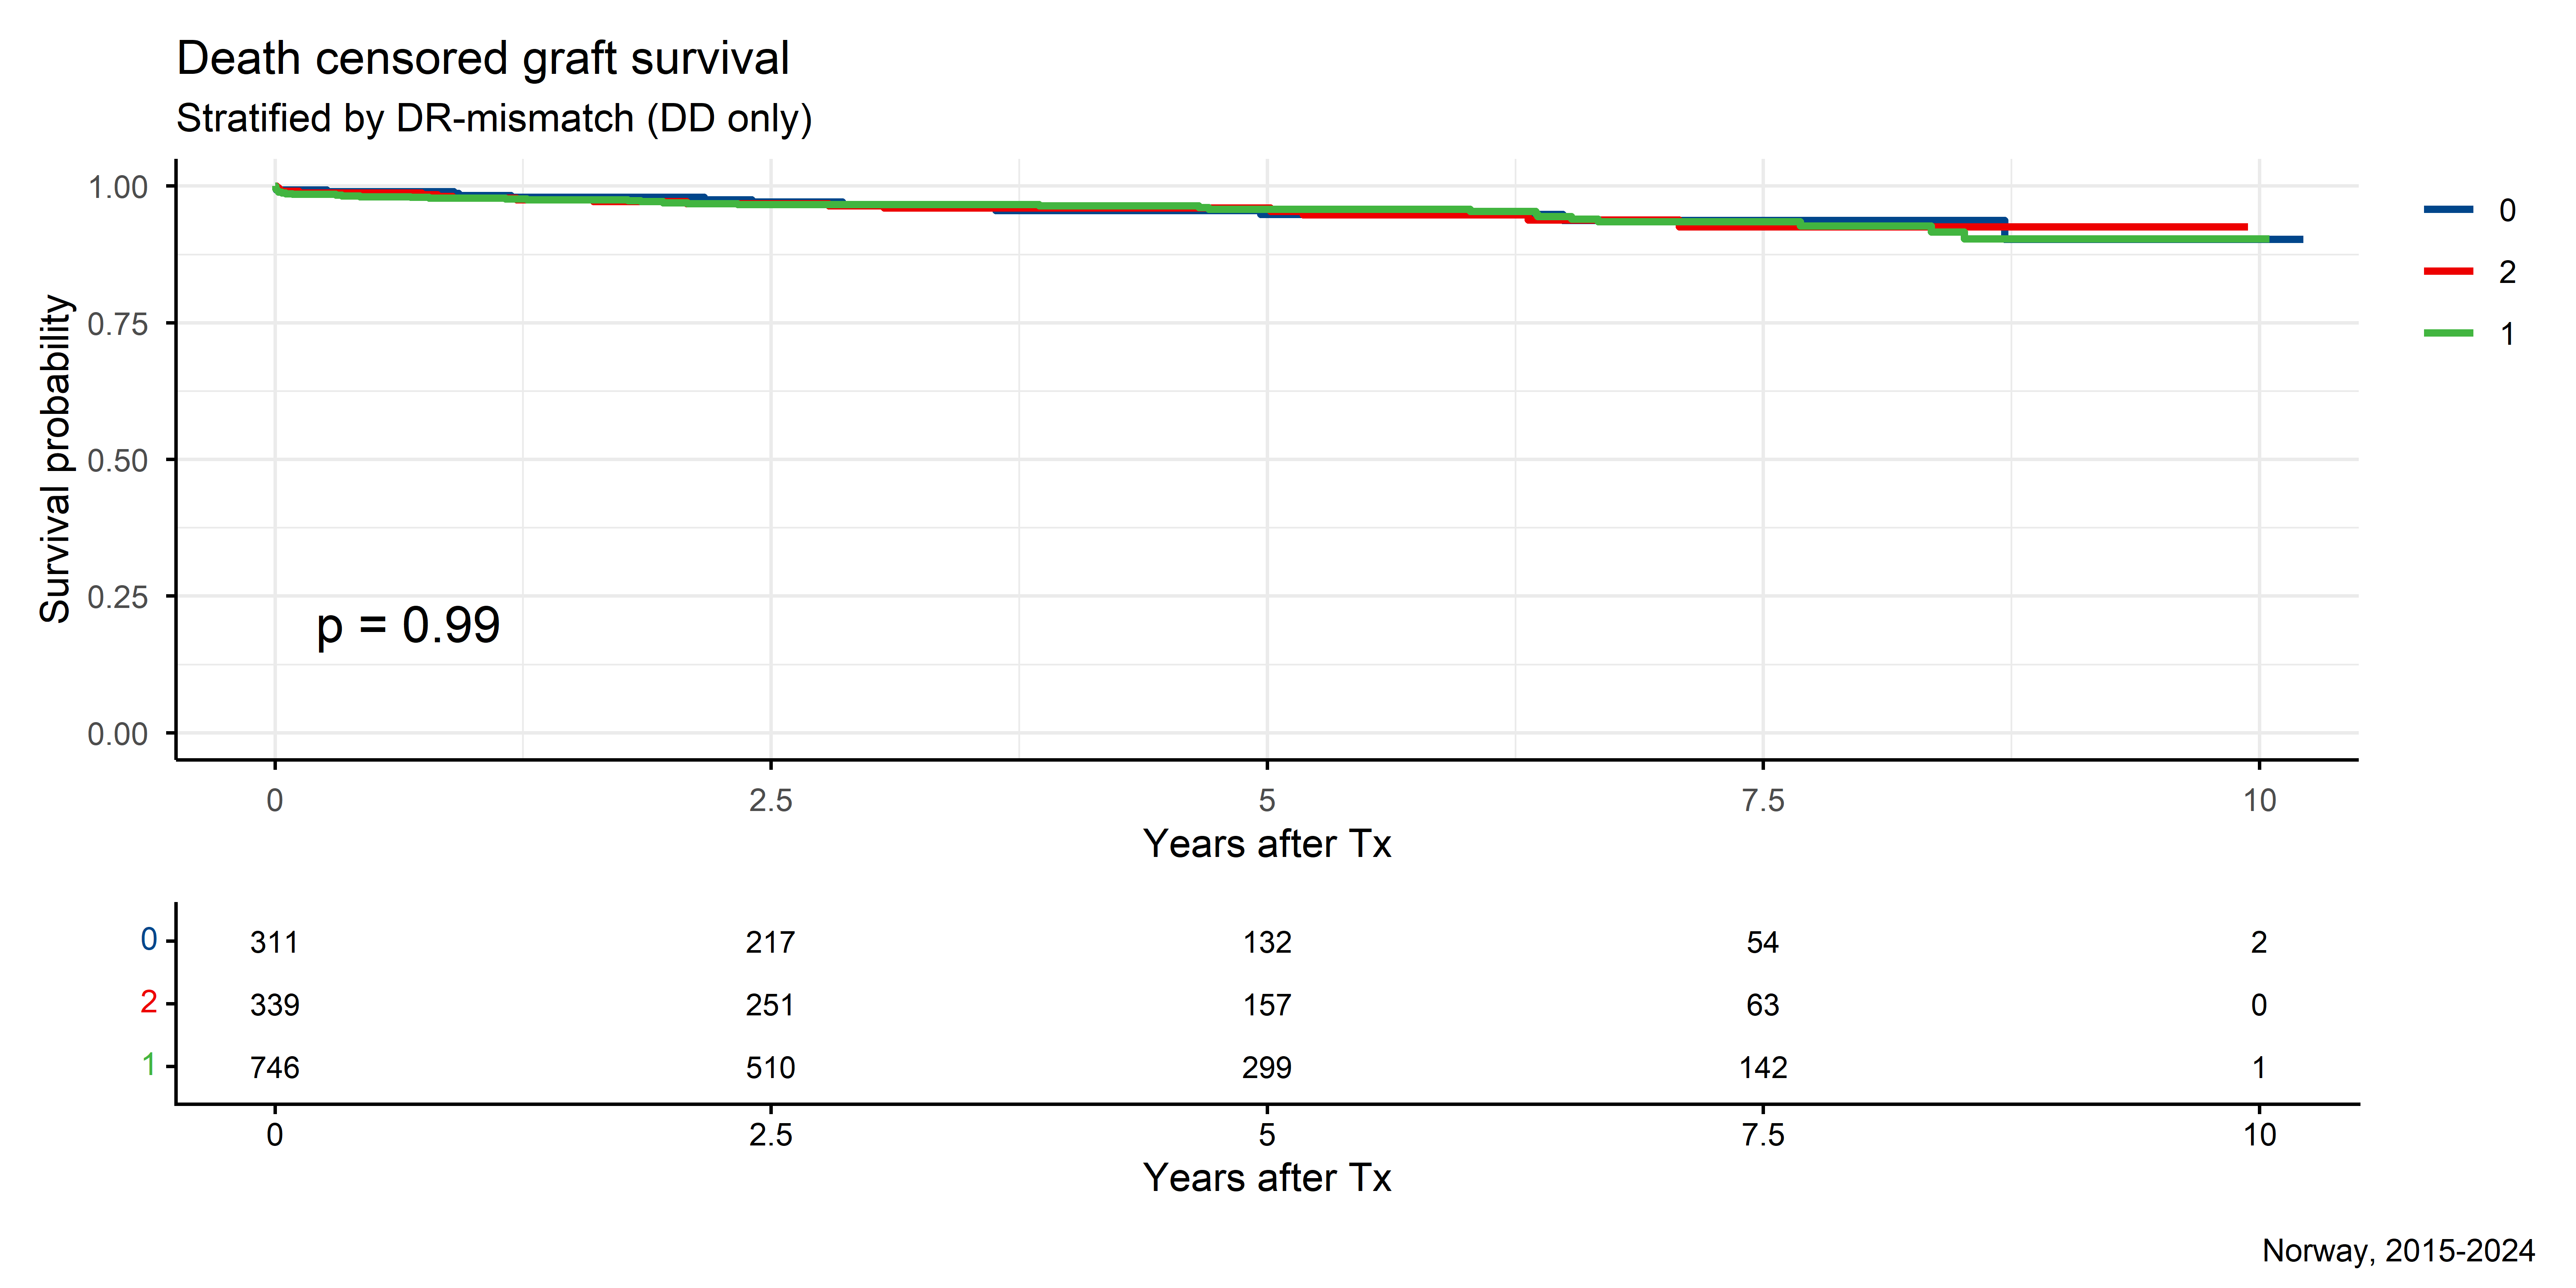 Death censored graft survival
Stratified by DR-mismatch (DD only)
Survival probability
1.00
0.75
0.50
0.25
0.00
p = 0.99
0
2
1
0 2.5 5 7.5 10
Years after Tx
0 311 217 132 54 2
2 339 251 157 63 0
1 746 510 299 142 1
0 2.5 5 7.5 10
Years after Tx
Norway, 2015-2024